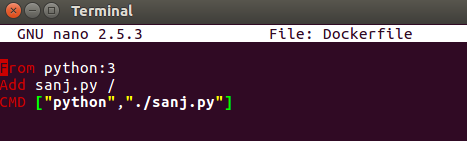 Terminal
GNU nano 2.5.3 File: Dockerfile
From python:3
Add sanj.py /
CMD ["python","./sanj.py"]